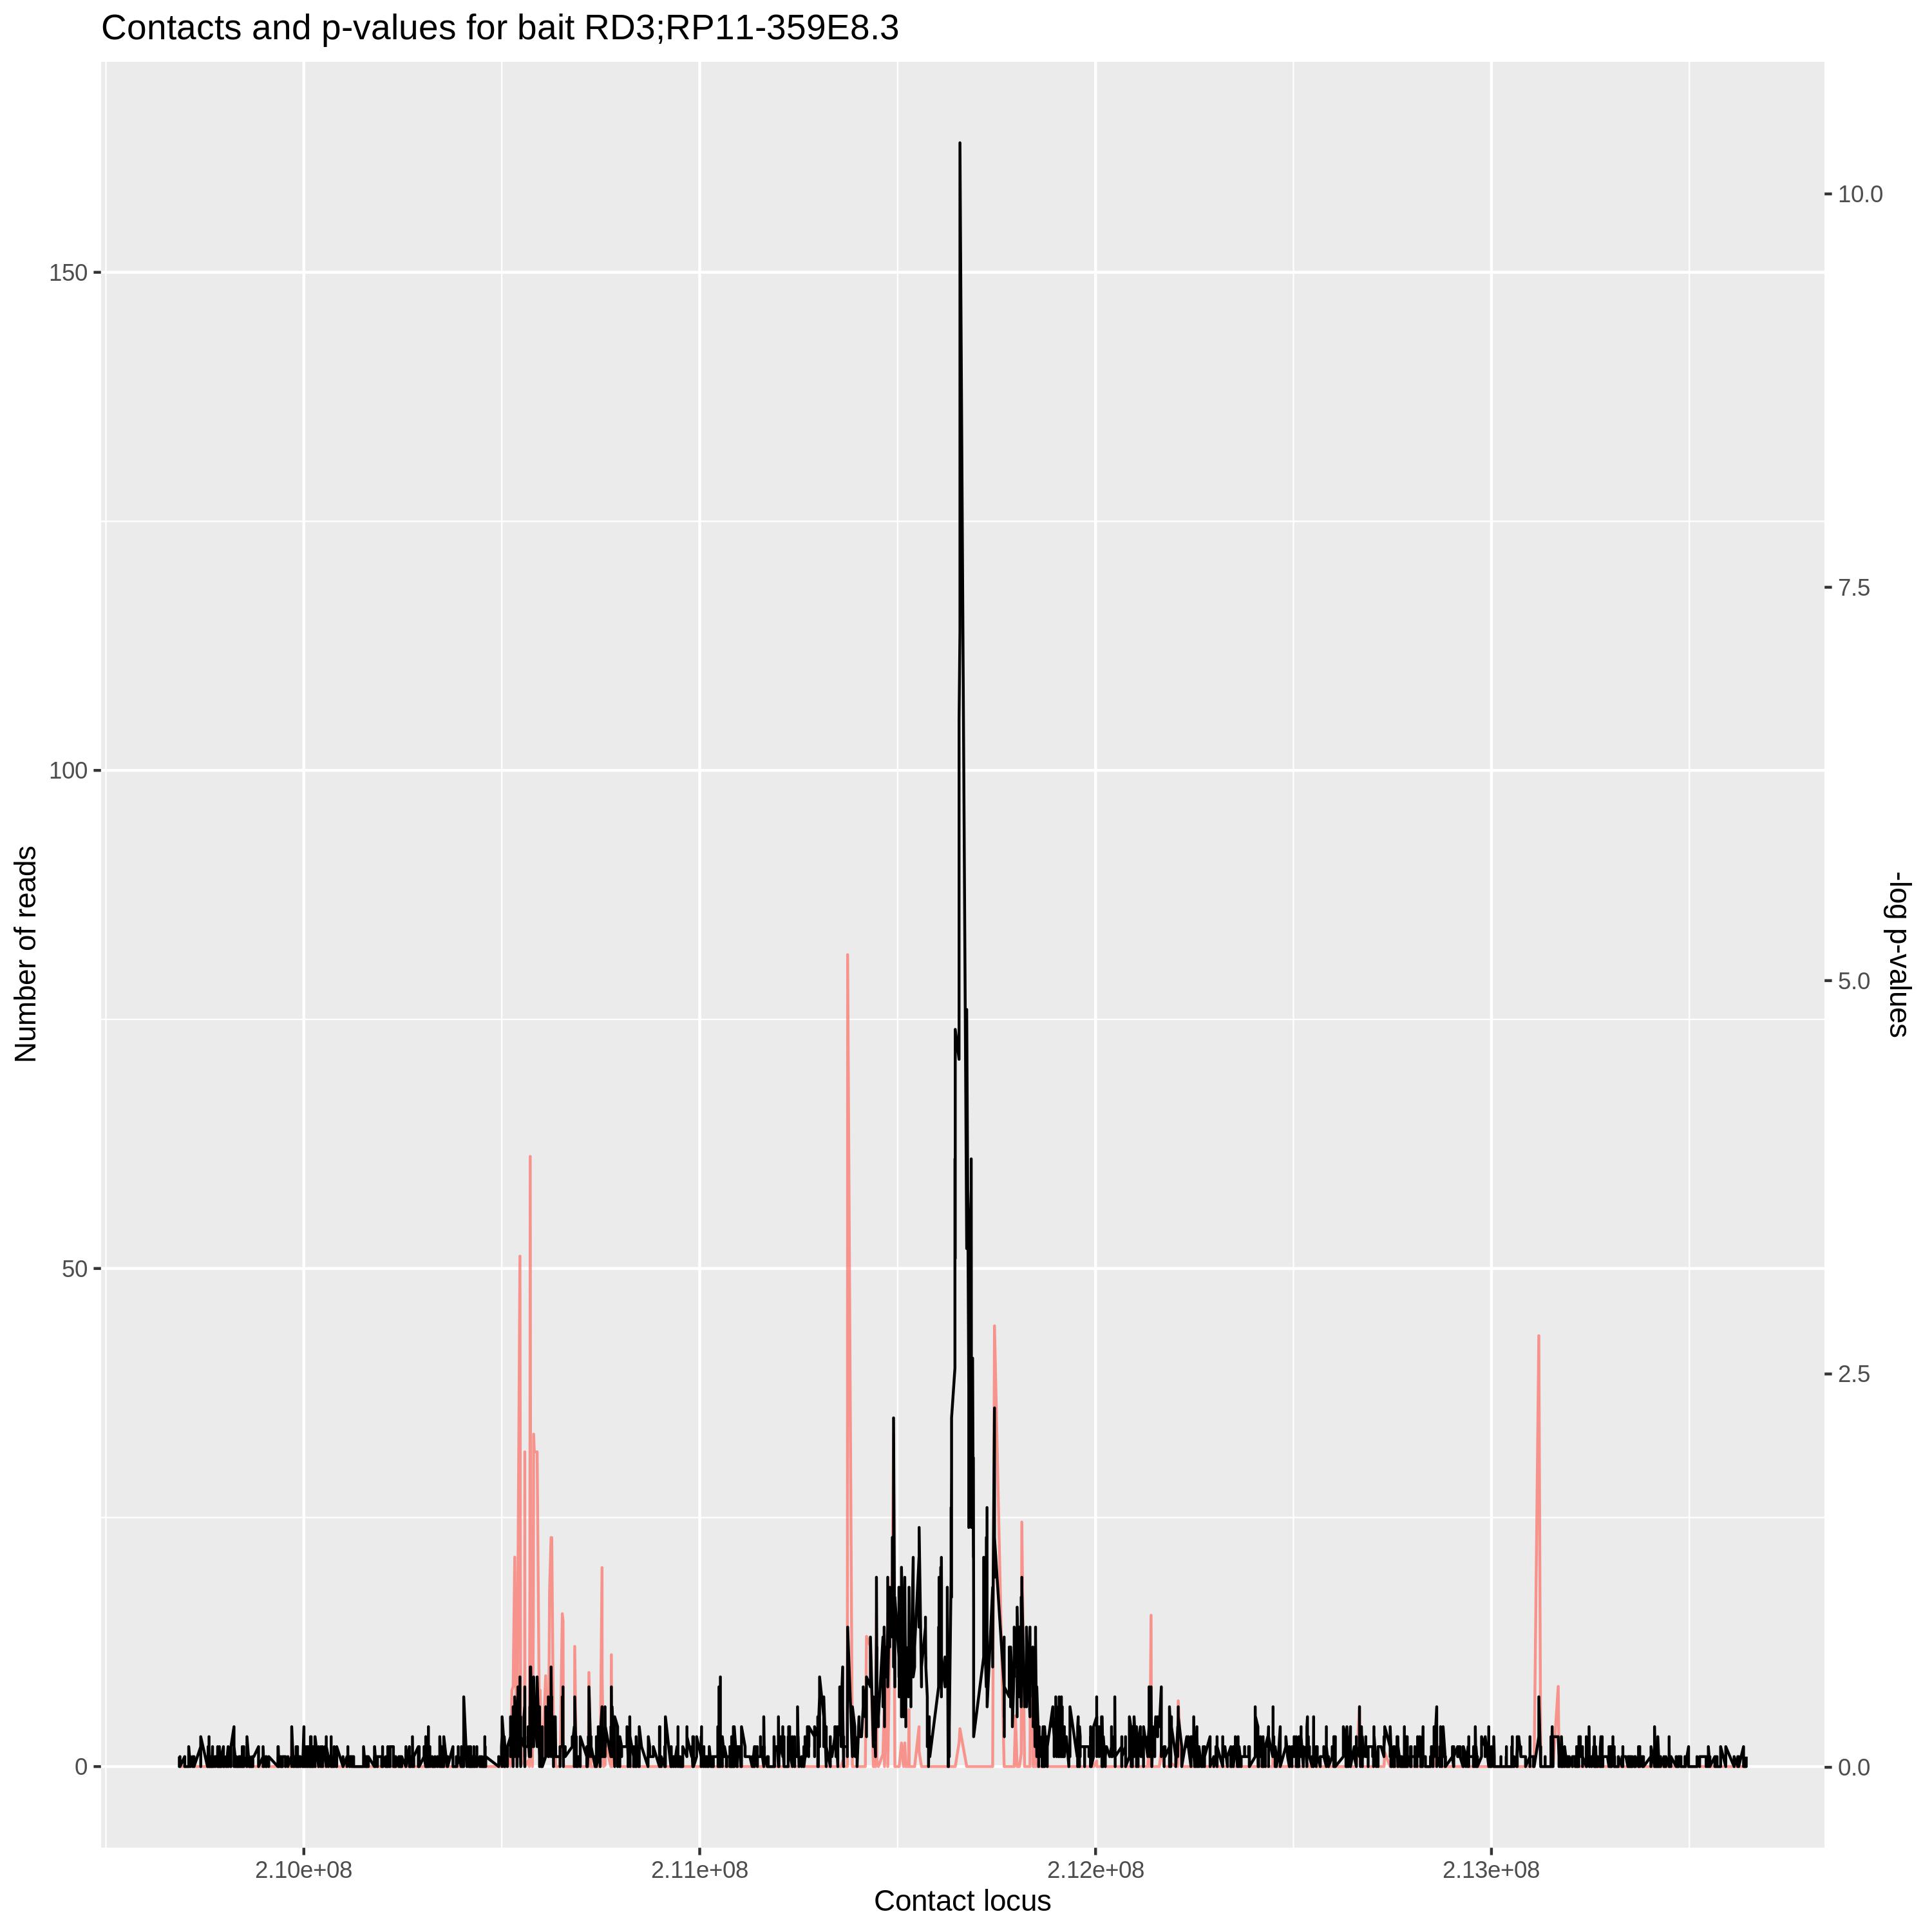 Contacts and p-values for bait RD3;RP11-359E8.3
150
100
50
0
Number of reads
10.0
7.5
5.0
2.5
0.0
-log p-values
2.10e+08
2.11e+08
2.12e+08
2.13e+08
Contact locus